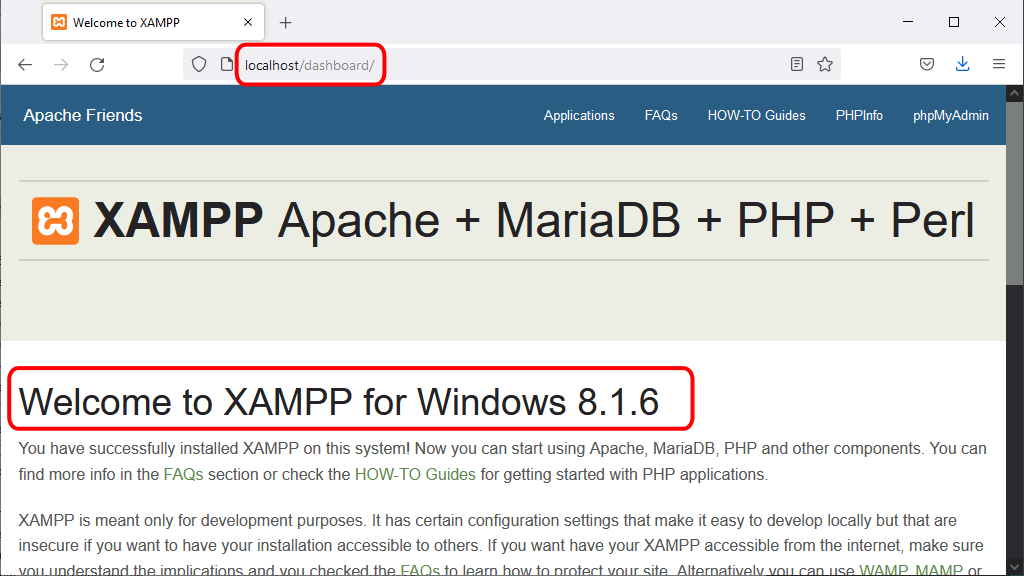 Welcome to XAMPP
localhost/dashboard/
Apache Friends
Applications
FAQs
HOW-TO Guides
PHPInfo
phpMyAdmin
XAMPP Apache + MariaDB + PHP + Perl
Welcome to XAMPP for Windows 8.1.6
You have successfully installed XAMPP on this system! Now you can start using Apache, MariaDB, PHP and other components. You can
find more info in the FAQs section or check the HOW-TO Guides for getting started with PHP applications.
XAMPP is meant only for development purposes. It has certain configuration settings that make it easy to develop locally but that are
insecure if you want to have your installation accessible to others. If you want have your XAMPP accessible from the internet, make sure
you understand the implications and you checked the FAQs to learn how to protect your site. Alternatively you can use WAMP, MAMP or